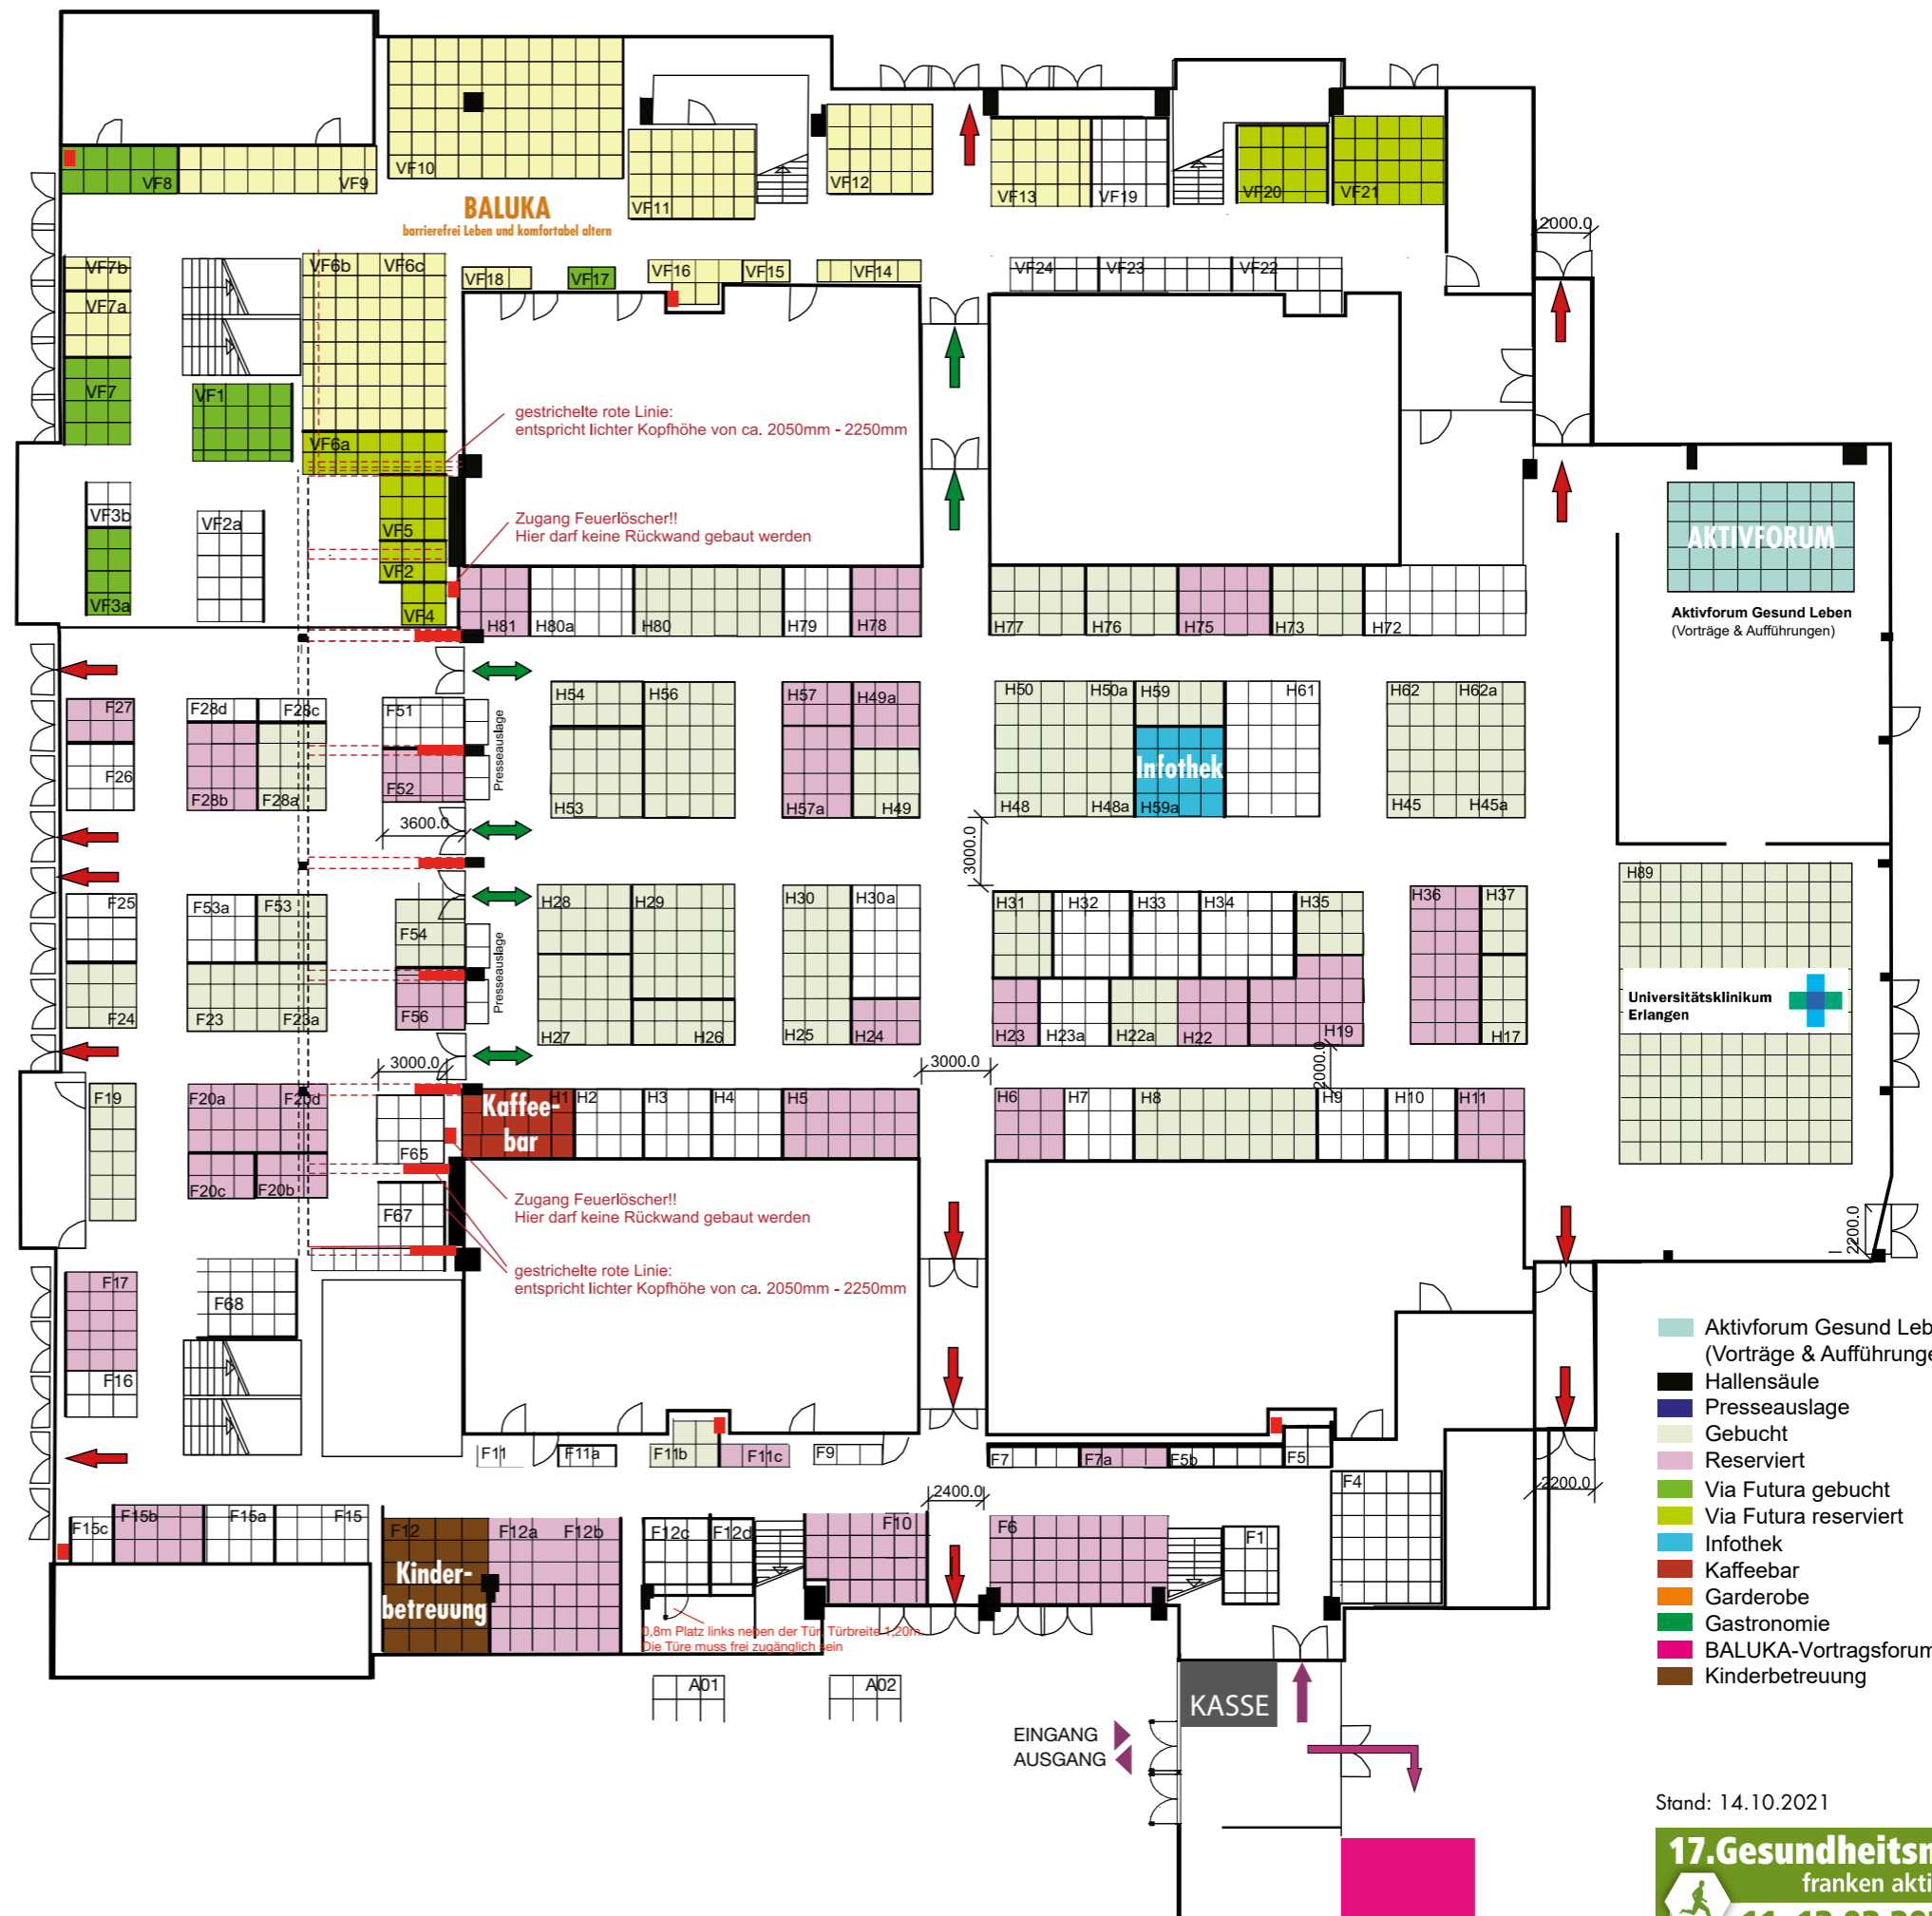 VF8
VF9
VF10
VF11
VF12
VF13
VF19
VF20
VF21
BALUKA
barrierefrei Leben und komfortabel altern
2000.0
VF7b
VF6b
VF6c
VF18
VF17
VF16
VF15
VF14
VF24
VF23
VF22
VF7a
VF7
VF1
gestrichelte rote Linie:
entspricht lichter Kopfhöhe von ca. 2050mm - 2250mm
VF6a
VF3b
VF2a
VF5
Zugang Feuerlöscher!!
Hier darf keine Rückwand gebaut werden
AKTIVFORUM
VF2
VF3a
VF4
Aktivforum Gesund Leben
(Vorträge & Aufführungen)
H81
H80a
H80
H79
H78
H77
H76
H75
H73
H72
F27
F28d
F28c
F51
Presseauslage
H54
H56
H57
H49a
H50
H50a
H59
H61
H62
H62a
F26
F28b
F28a
F52
Infothek
H53
H57a
H49
H48
H48a
H59a
H45
H45a
3600.0
3000.0
H89
F25
F53a
F53
F54
Presseauslage
H28
H29
H30
H30a
H31
H32
H33
H34
H35
H36
H37
Universitätsklinikum
Erlangen
F24
F23
F23a
F56
H27
H26
H25
H24
H23
H23a
H22a
H22
H19
H17
3000.0
3000.0
2000.0
F19
F20a
F20d
Kaffee-
bar
H1
H2
H3
H4
H5
H6
H7
H8
H9
H10
H11
F65
F20c
F20b
F67
Zugang Feuerlöscher!!
Hier darf keine Rückwand gebaut werden
2200.0
gestrichelte rote Linie:
entspricht lichter Kopfhöhe von ca. 2050mm - 2250mm
F17
F68
F16
F11
F11a
F11b
F11c
F9
F7
F7a
F5b
F5
F4
2200.0
2400.0
F15c
F15b
F15a
F15
F12
F12a
F12b
F12c
F12d
F10
F6
F1
Kinder-
betreuung
0,8m Platz links neben der Tür, Türbreite 1,20m.
Die Türe muss frei zugänglich sein
A01
A02
KASSE
EINGANG
AUSGANG
Aktivforum Gesund Leb
(Vorträge & Aufführunge
Hallensäule
Presseauslage
Gebucht
Reserviert
Via Futura gebucht
Via Futura reserviert
Infothek
Kaffeebar
Garderobe
Gastronomie
BALUKA-Vortragsforum
Kinderbetreuung
Stand: 14.10.2021
17.Gesundheitsm
franken akti